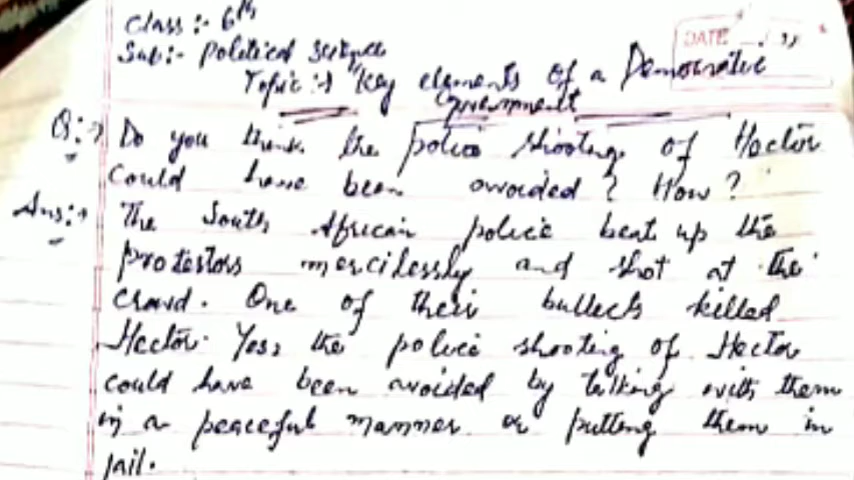 Class :- 6th
Sub:- Political Science
DATE
Topic :→ "Key elements of a Democratic
Government
Q:→ Do you think the police shooting of Hector
could have been avoided ? How ?
Ans:→ The South African police beat up the
protestors mercilessly and shot at the
crowd. One of their bullects killed
Hector. Yes, the police shooting of Hector
could have been avoided by talking with them
in a peaceful manner or putting them in
jail.